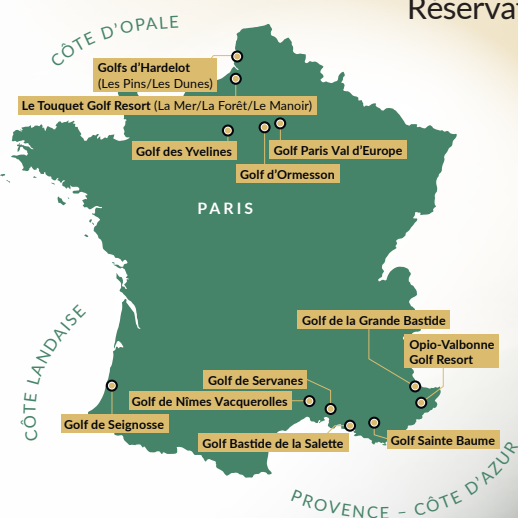 Reservat
CÔTE D'OPALE
Golfs d'Hardelot
(Les Pins/Les Dunes)
Le Touquet Golf Resort (La Mer/La Forêt/Le Manoir)
Golf des Yvelines
Golf Paris Val d'Europe
Golf d'Ormesson
PARIS
CÔTE LANDAISE
Golf de la Grande Bastide
Opio-Valbonne
Golf Resort
Golf de Servanes
Golf de Nîmes Vacquerolles
Golf de Seignosse
Golf Bastide de la Salette
Golf Sainte Baume
PROVENCE – CÔTE D'AZUR